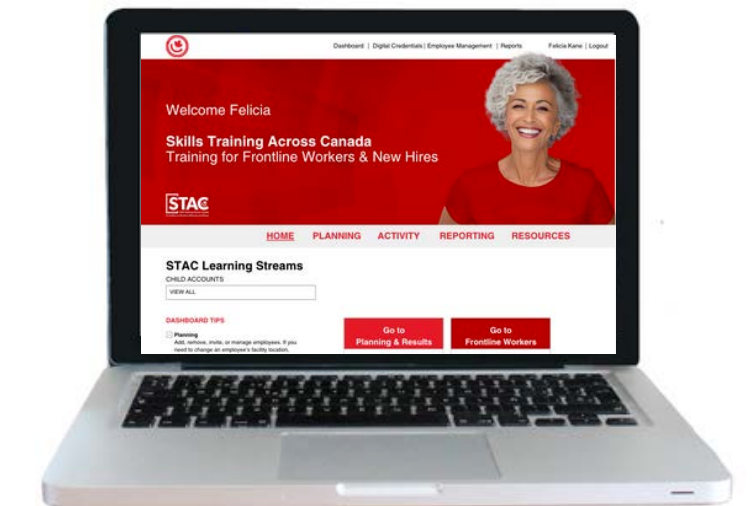 Dashboard | Digital Credentials | Employee Management | Reports Felicia Kane | Logout
Welcome Felicia
Skills Training Across Canada
Training for Frontline Workers & New Hires
STAC
HOME PLANNING ACTIVITY REPORTING RESOURCES
STAC Learning Streams
CHILD ACCOUNTS
VIEW ALL
DASHBOARD TIPS
Planning
Add, remove, invite, or manage employees. If you
need to change an employee's facility location,
Go to
Planning & Results
Go to
Frontline Workers